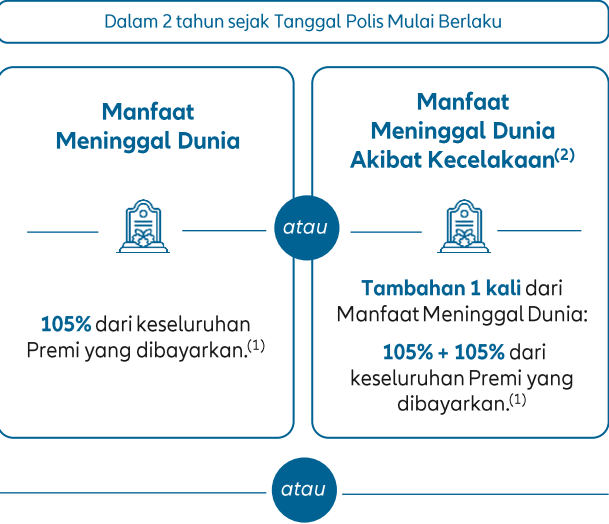 Dalam 2 tahun sejak Tanggal Polis Mulai Berlaku
Manfaat
Meninggal Dunia
105% dari keseluruhan
Premi yang dibayarkan.(1)
atau
Manfaat
Meninggal Dunia
Akibat Kecelakaan(2)
Tambahan 1 kali dari
Manfaat Meninggal Dunia:
105% + 105% dari
keseluruhan Premi yang
dibayarkan.(1)
atau